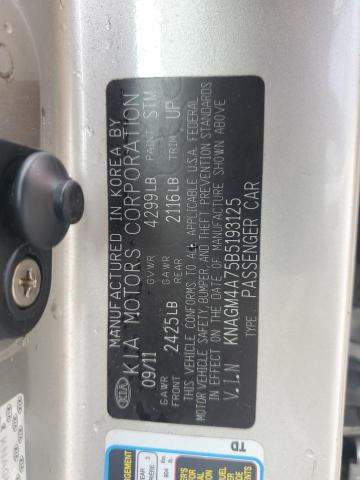 MANUFACTURED IN KOREA BY
KIA
KIA MOTORS CORPORATION
09/11 GVWR 4299LB PAINT STM
GAWR FRONT 2425LB GAWR REAR 2116LB TRIM UP
THIS VEHICLE CONFORMS TO ALL APPLICABLE U.S.A. FEDERAL
MOTOR VEHICLE SAFETY, BUMPER, AND THEFT PREVENTION STANDARDS
IN EFFECT ON THE DATE OF MANUFACTURE SHOWN ABOVE
V.I.N KNAGM4A75B5193125
TYPE PASSENGER CAR
TD